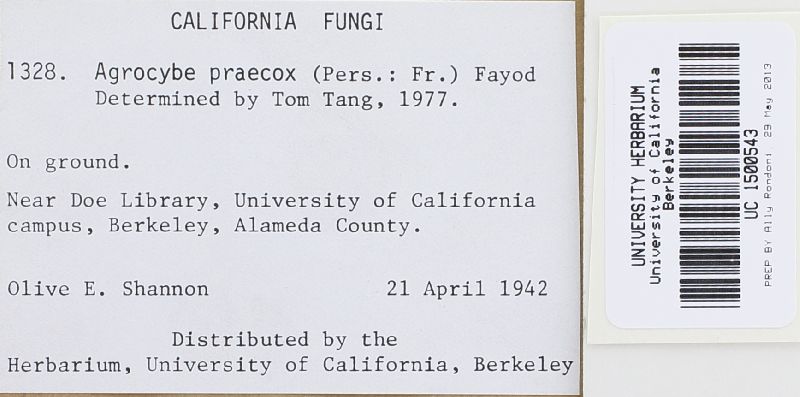 CALIFORNIA FUNGI
1328. Agrocybe praecox (Pers.: Fr.) Fayod
Determined by Tom Tang, 1977.
On ground.
Near Doe Library, University of California
campus, Berkeley, Alameda County.
Olive E. Shannon 21 April 1942
Distributed by the
Herbarium, University of California, Berkeley
UNIVERSITY HERBARIUM
University of California
Berkeley
UC 1500543
PREP BY Ally Rondoni 29 May 2013